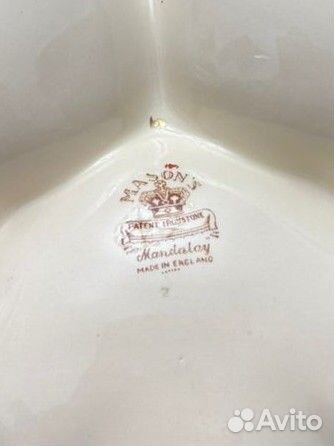 MASON'S
PATENT IRONSTONE
Mandalay
MADE IN ENGLAND
Avito